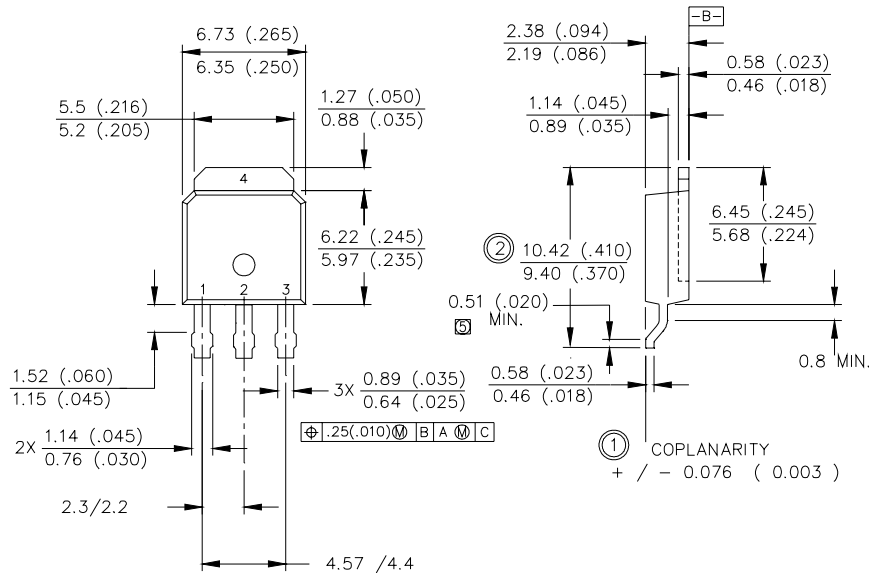 6.73 (.265)
6.35 (.250)
5.5 (.216)
5.2 (.205)
1.27 (.050)
0.88 (.035)
4
6.22 (.245)
5.97 (.235)
1 2 3
1.52 (.060)
1.15 (.045)
3X 0.89 (.035)
0.64 (.025)
⌖ .25(.010) Ⓜ B A Ⓜ C
2X 1.14 (.045)
0.76 (.030)
2.3/2.2
4.57 /4.4
-B-
2.38 (.094)
2.19 (.086)
0.58 (.023)
0.46 (.018)
1.14 (.045)
0.89 (.035)
6.45 (.245)
5.68 (.224)
2 10.42 (.410)
9.40 (.370)
0.51 (.020)
MIN.
5
0.8 MIN.
0.58 (.023)
0.46 (.018)
1 COPLANARITY
+ / - 0.076 ( 0.003 )